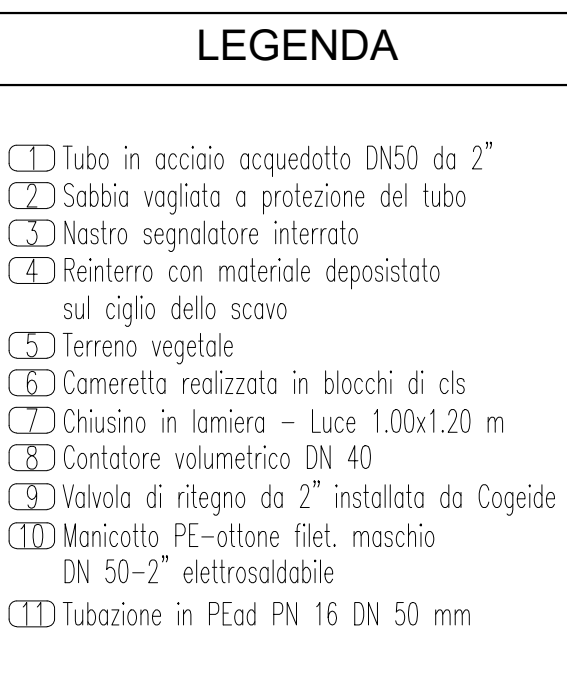 LEGENDA
1 Tubo in acciaio acquedotto DN50 da 2"
2 Sabbia vagliata a protezione del tubo
3 Nastro segnalatore interrato
4 Reinterro con materiale deposistato
sul ciglio dello scavo
5 Terreno vegetale
6 Cameretta realizzata in blocchi di cls
7 Chiusino in lamiera – Luce 1.00x1.20 m
8 Contatore volumetrico DN 40
9 Valvola di ritegno da 2" installata da Cogeide
10 Manicotto PE–ottone filet. maschio
DN 50–2" elettrosaldabile
11 Tubazione in PEad PN 16 DN 50 mm